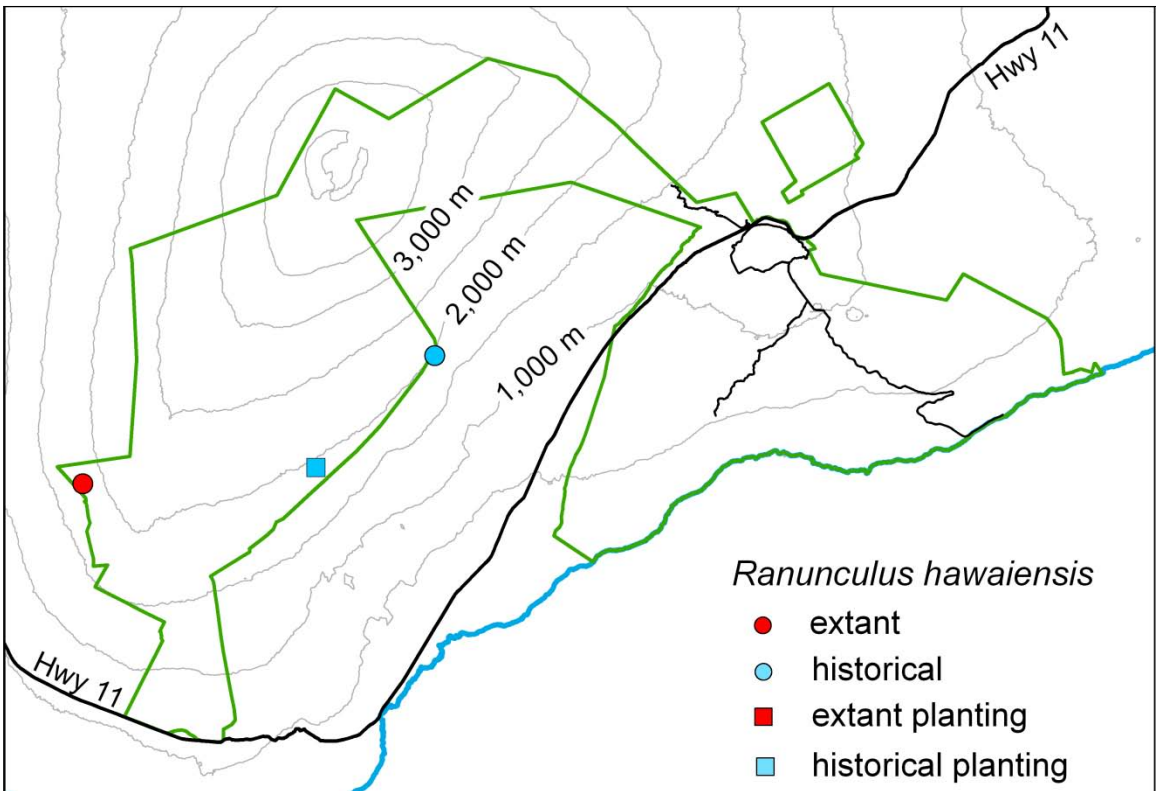 Hwy 11
3,000 m
2,000 m
1,000 m
Hwy 11
Ranunculus hawaiensis
extant
historical
extant planting
historical planting